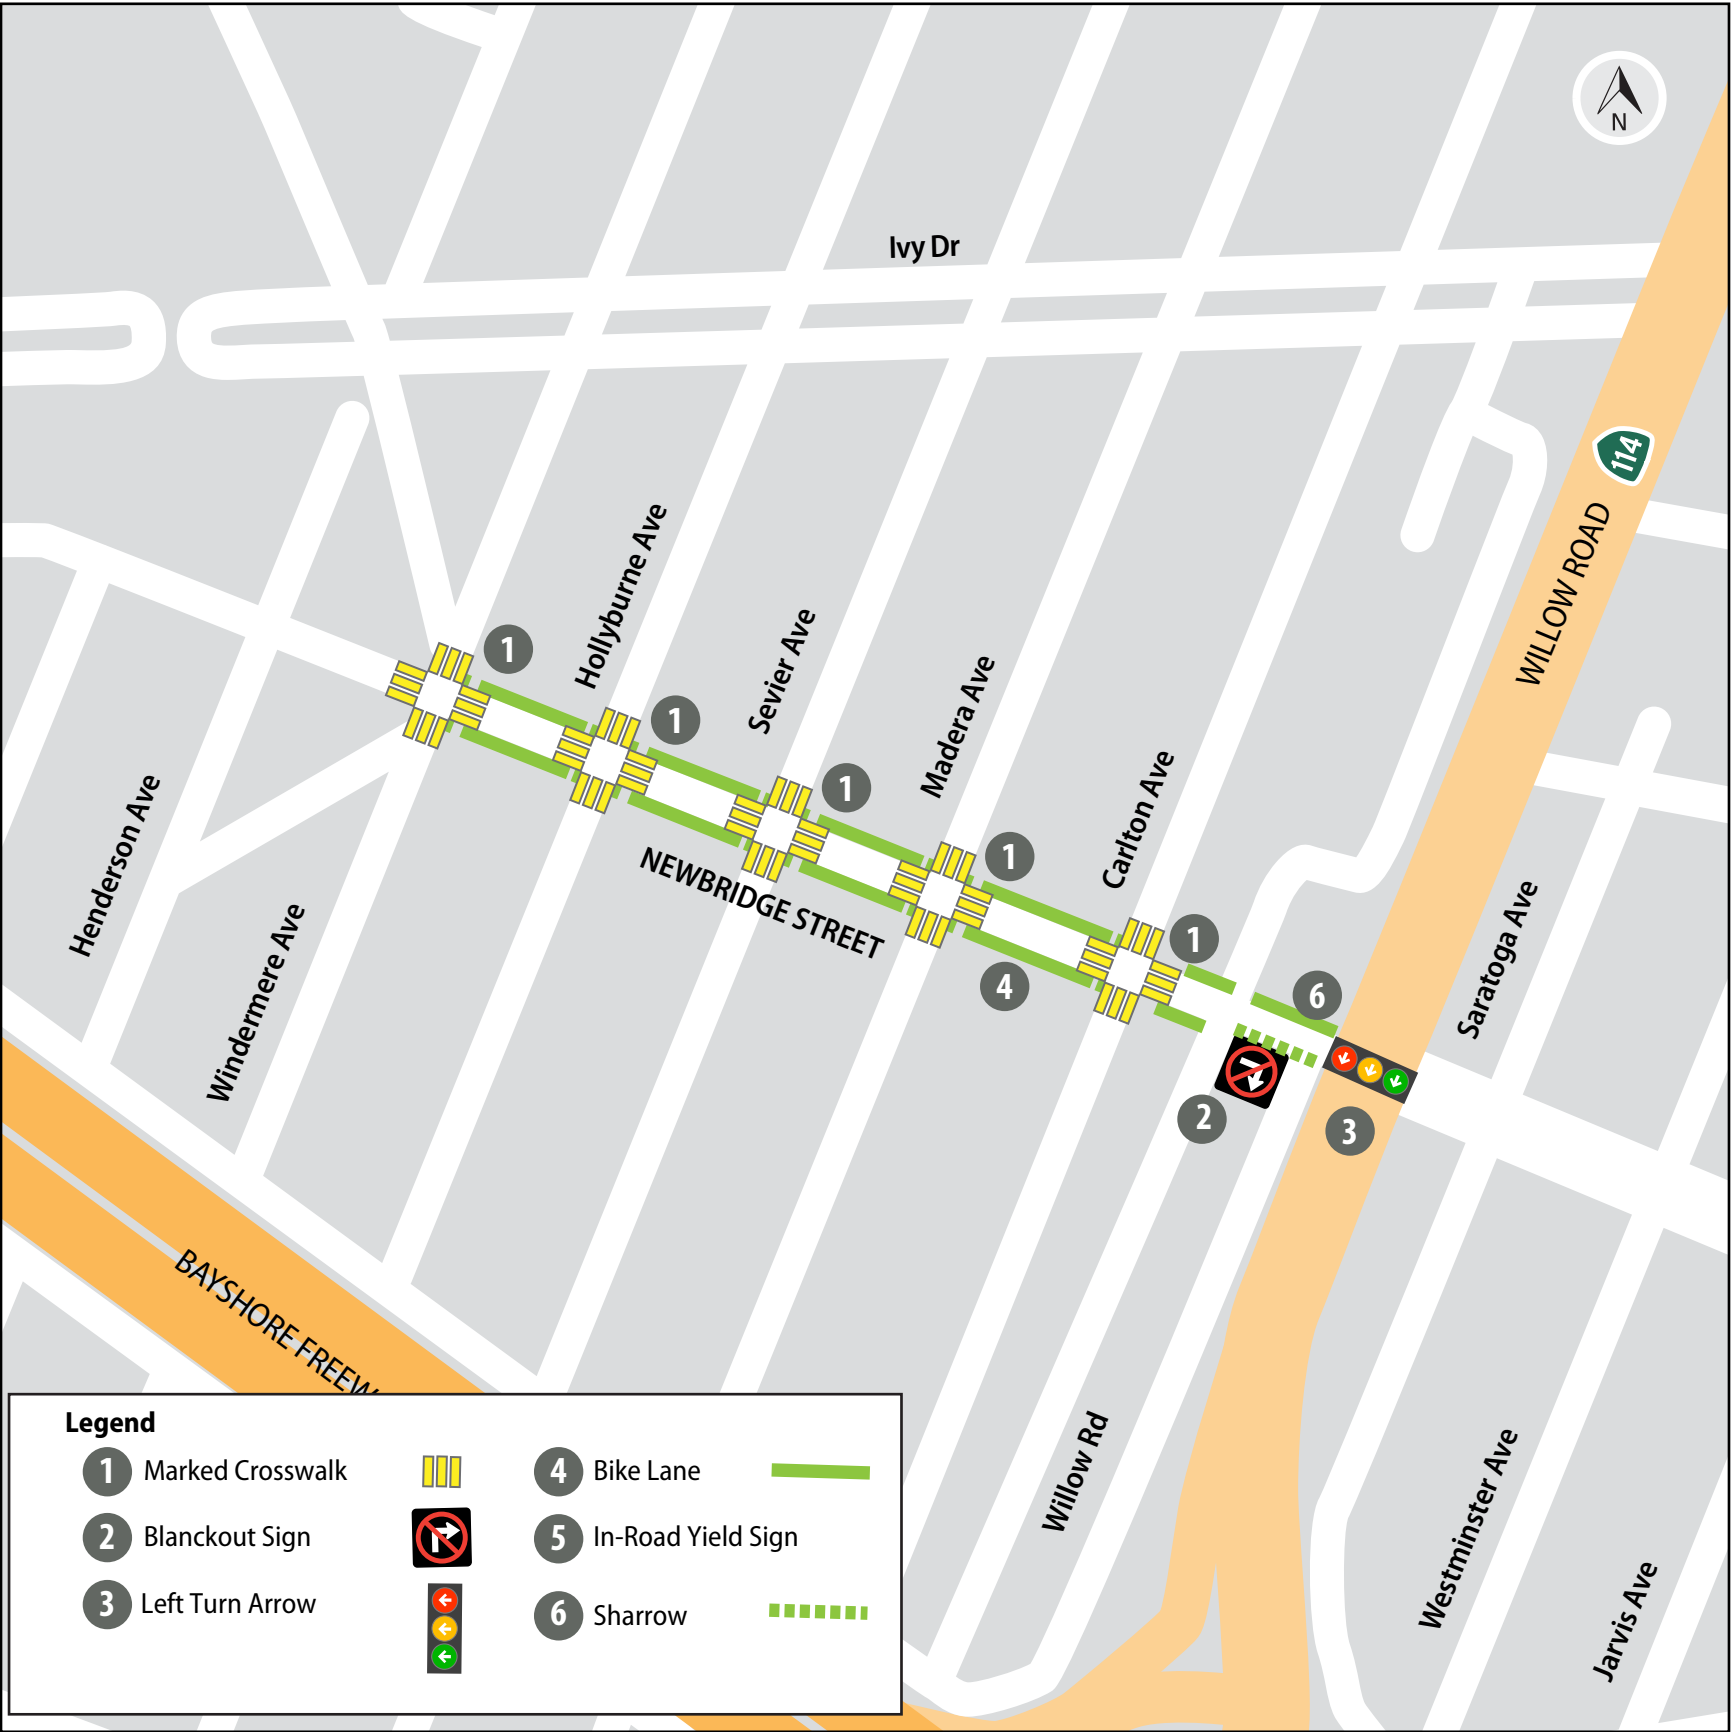 N
Ivy Dr
114
WILLOW ROAD
Hollyburne Ave
Sevier Ave
Madera Ave
Carlton Ave
1
1
1
1
1
Henderson Ave
Windermere Ave
NEWBRIDGE STREET
4
6
2
3
Saratoga Ave
BAYSHORE FREEW
Willow Rd
Westminster Ave
Jarvis Ave
Legend
1 Marked Crosswalk
2 Blanckout Sign
3 Left Turn Arrow
4 Bike Lane
5 In-Road Yield Sign
6 Sharrow